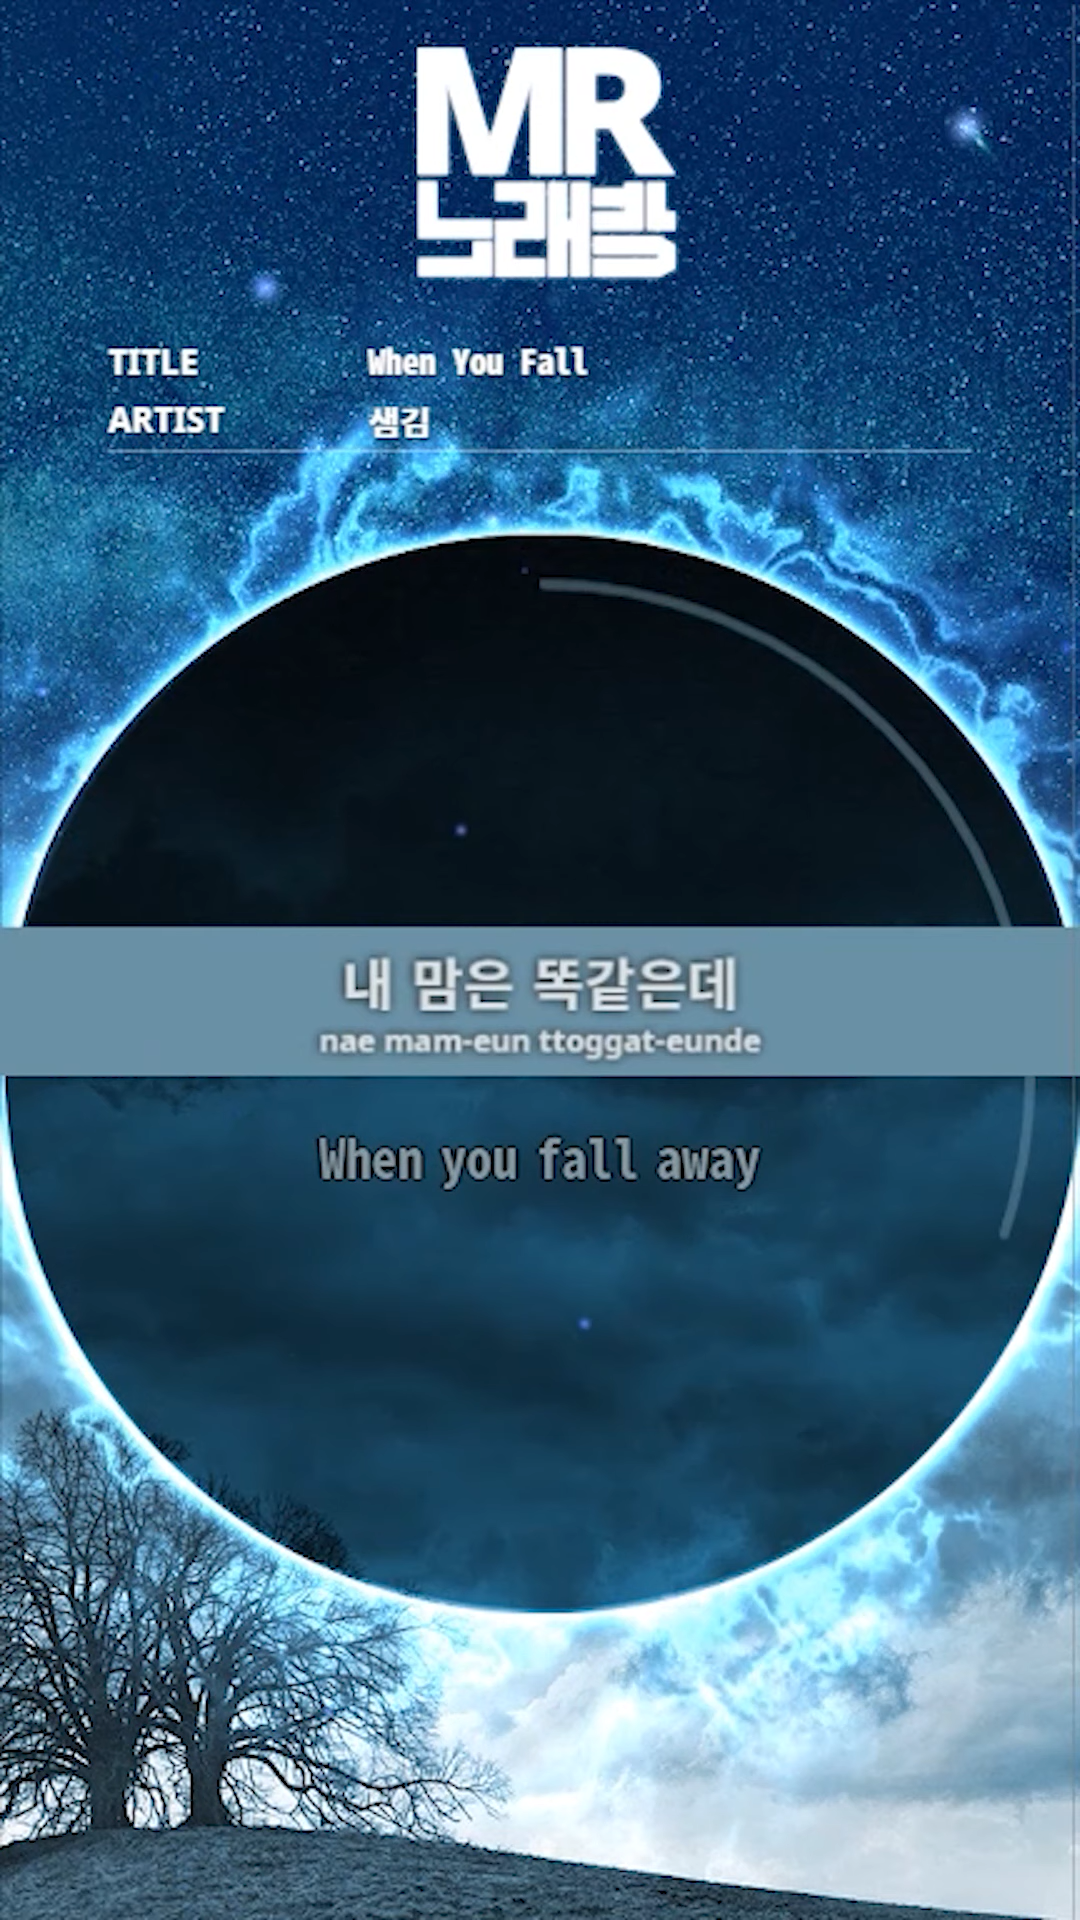 MR
노래방
TITLE When You Fall
ARTIST 샘김
내 맘은 똑같은데
nae mam-eun ttoggat-eunde
When you fall away